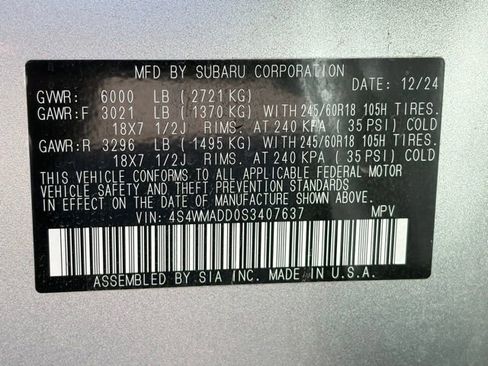 MFD BY SUBARU CORPORATION
DATE: 12/24
GVWR: 6000 LB ( 2721 KG)
GAWR:F 3021 LB ( 1370 KG) WITH 245/60R18 105H TIRES.
18X7 1/2J RIMS. AT 240 KPA ( 35 PSI) COLD
GAWR:R 3296 LB ( 1495 KG) WITH 245/60R18 105H TIRES.
18X7 1/2J RIMS. AT 240 KPA ( 35 PSI) COLD
THIS VEHICLE CONFORMS TO ALL APPLICABLE FEDERAL MOTOR
VEHICLE SAFETY AND THEFT PREVENTION STANDARDS
IN EFFECT ON THE DATE OF MANUFACTURE SHOWN ABOVE.
VIN: 4S4WMADD0S3407637 MPV
ASSEMBLED BY SIA INC. MADE IN U.S.A.